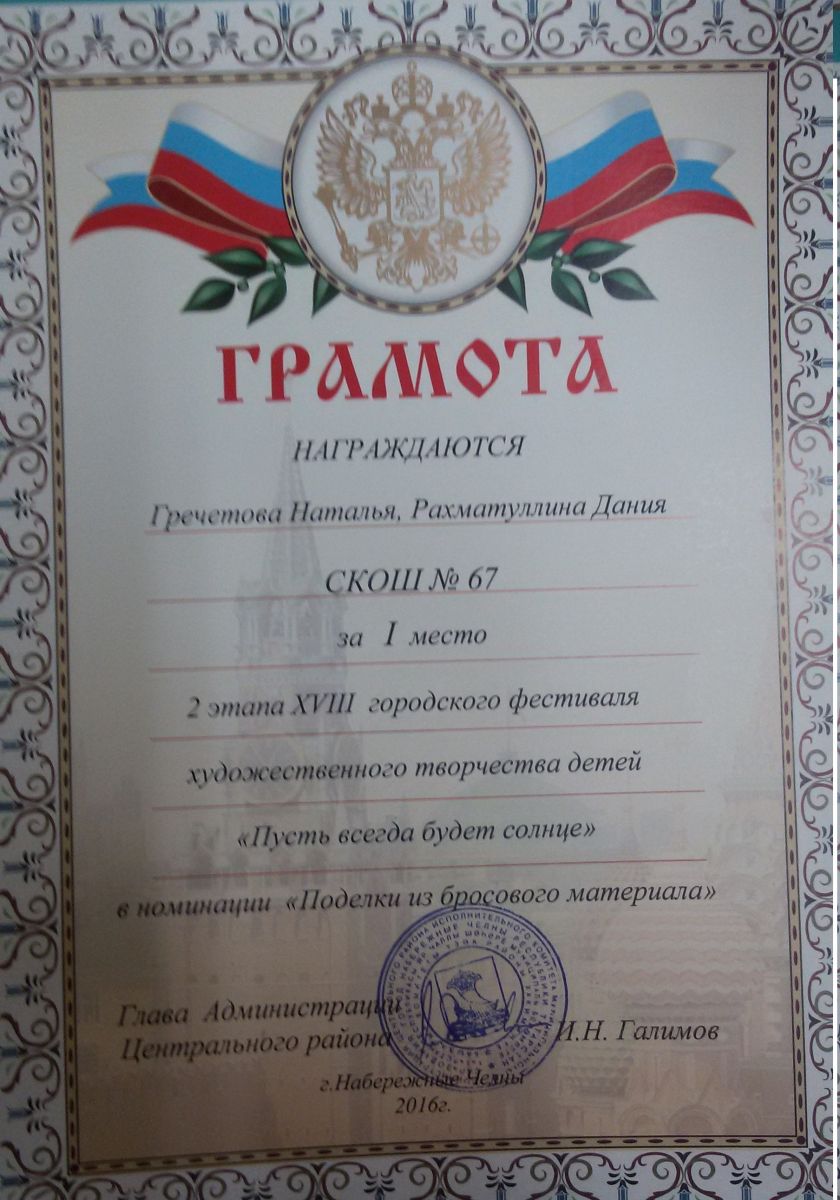 ГРАМОТА
НАГРАЖДАЮТСЯ
Гречетова Наталья, Рахматуллина Дания
СКОШ № 67
за I место
2 этапа XVIII городского фестиваля
художественного творчества детей
«Пусть всегда будет солнце»
в номинации «Поделки из бросового материала»
Глава Администрации
Центрального района
И.Н. Галимов
г.Набережные Челны
2016г.